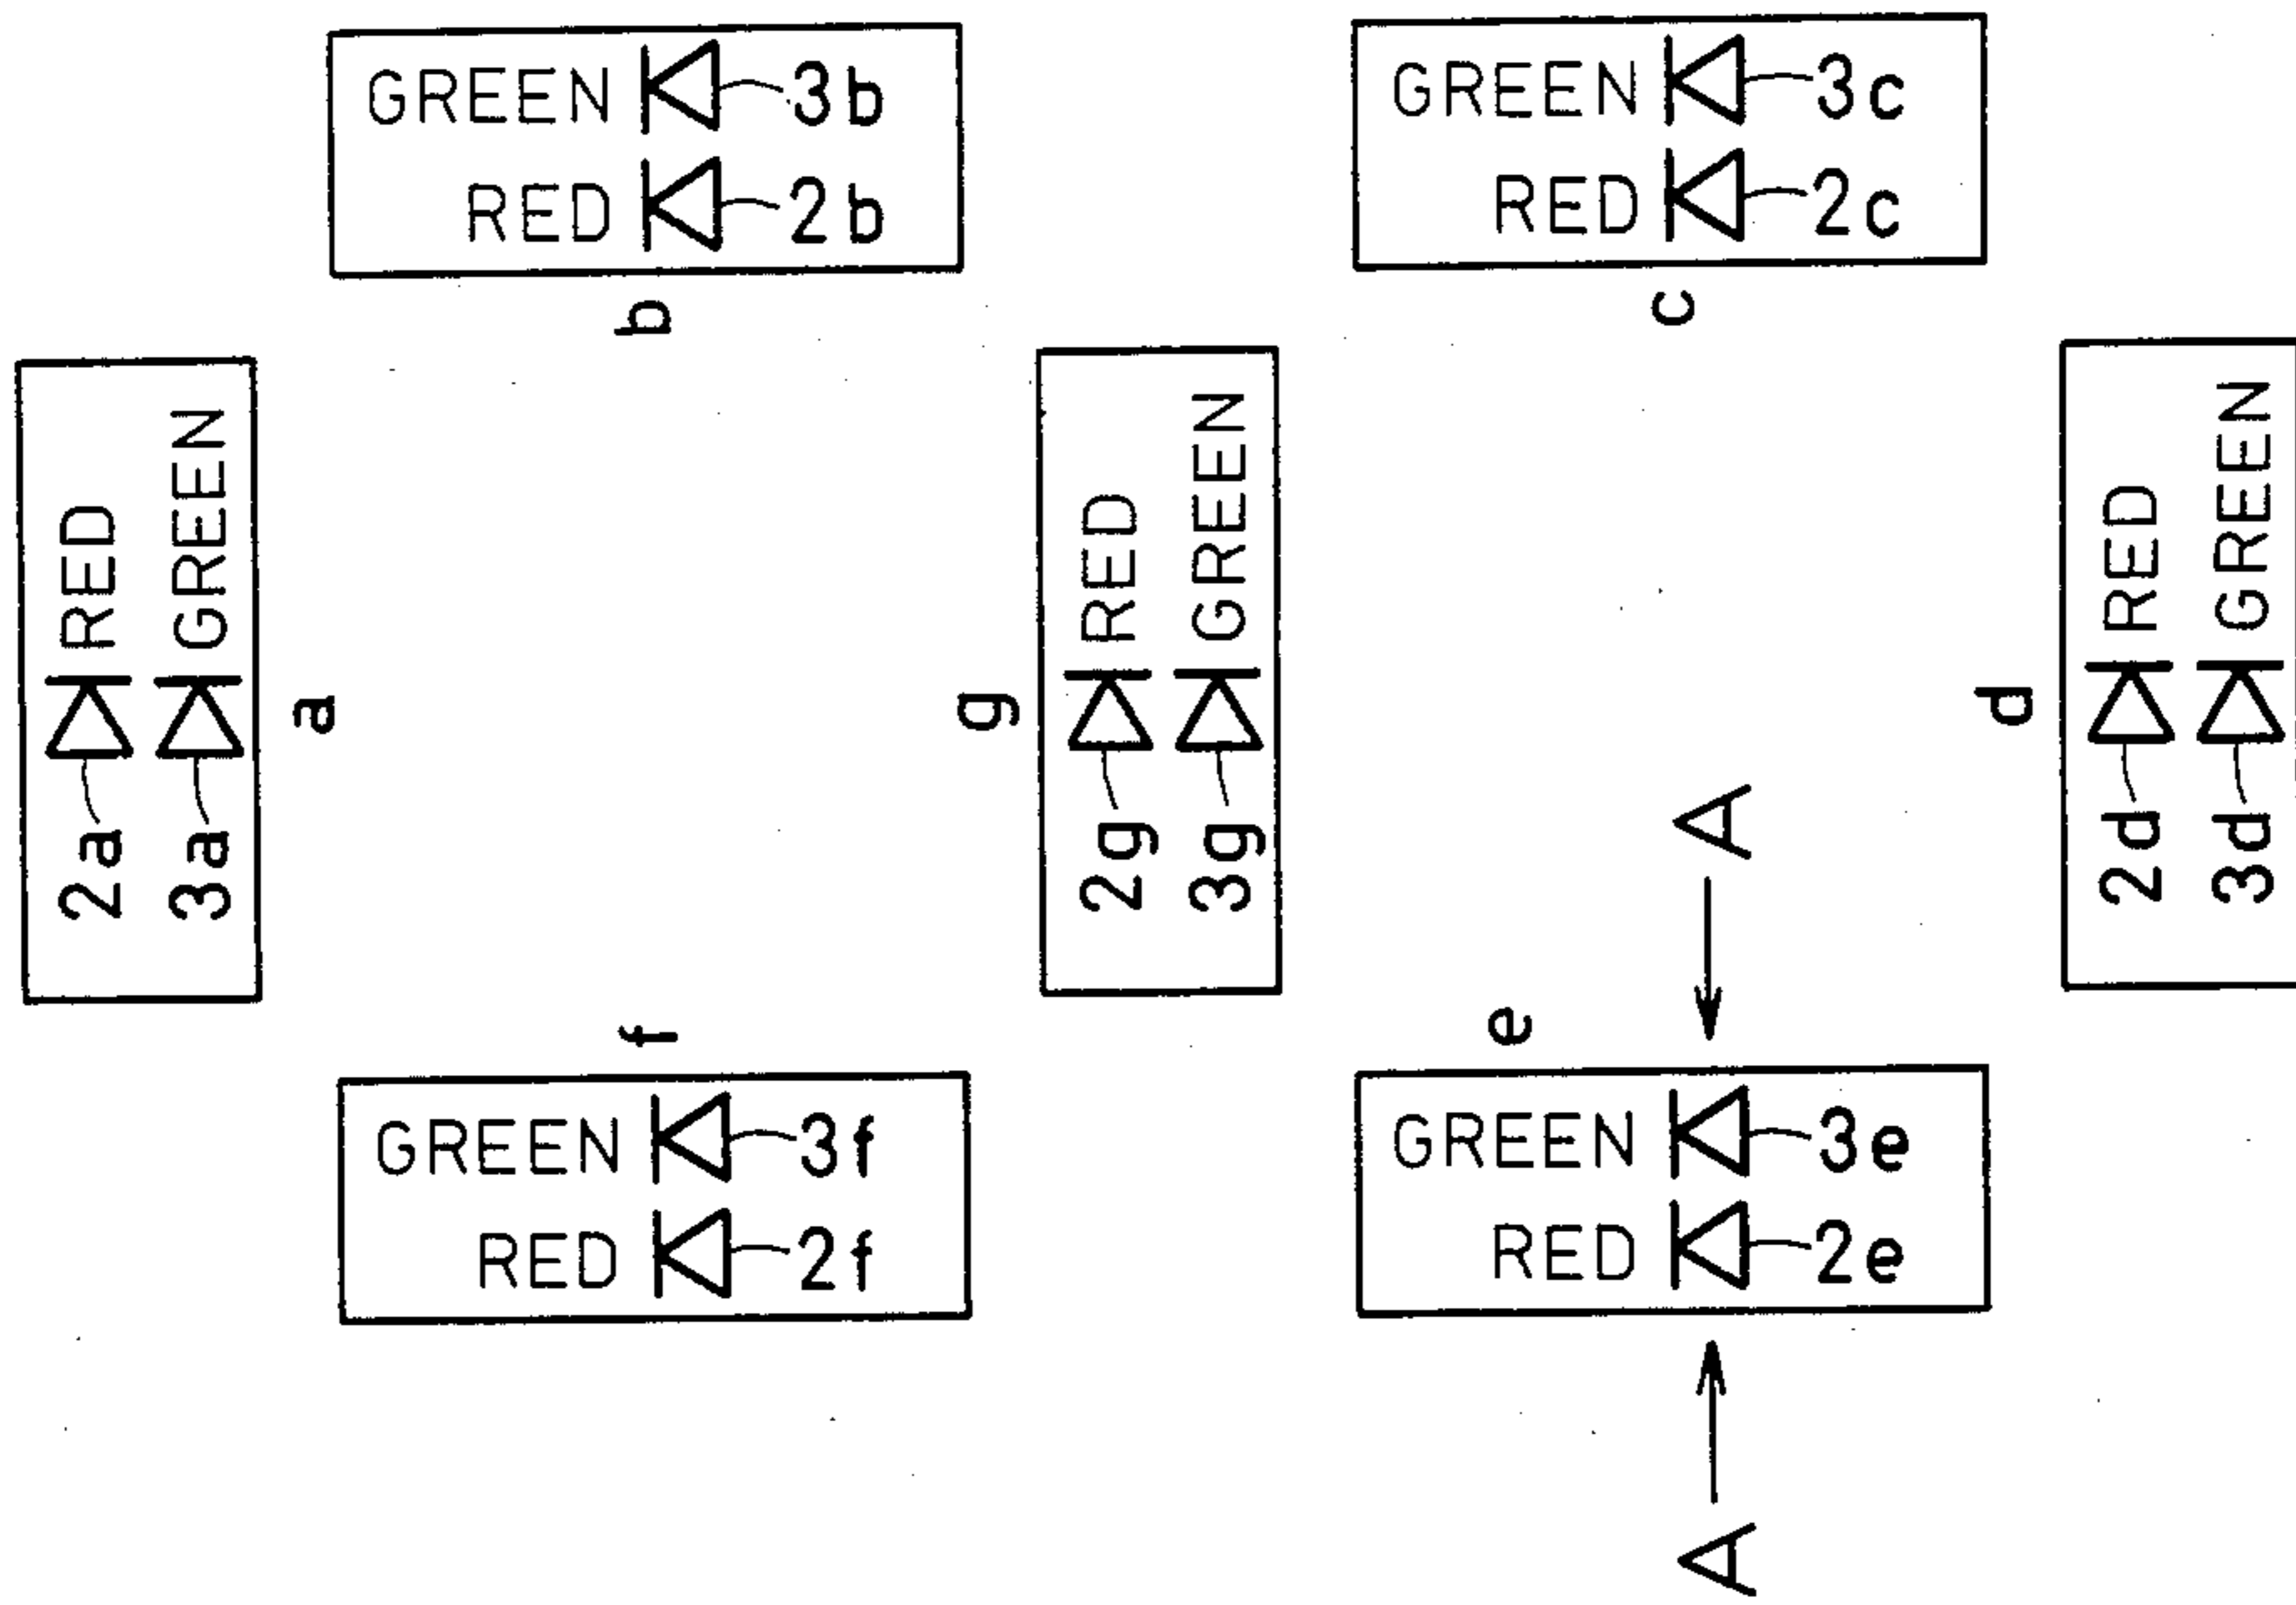 GREEN 3b
RED 2b
b
GREEN 3c
RED 2c
c
2a RED
3a GREEN
a
g
2g RED
3g GREEN
d
2d RED
3d GREEN
f
GREEN 3f
RED 2f
A
e
GREEN 3e
RED 2e
A